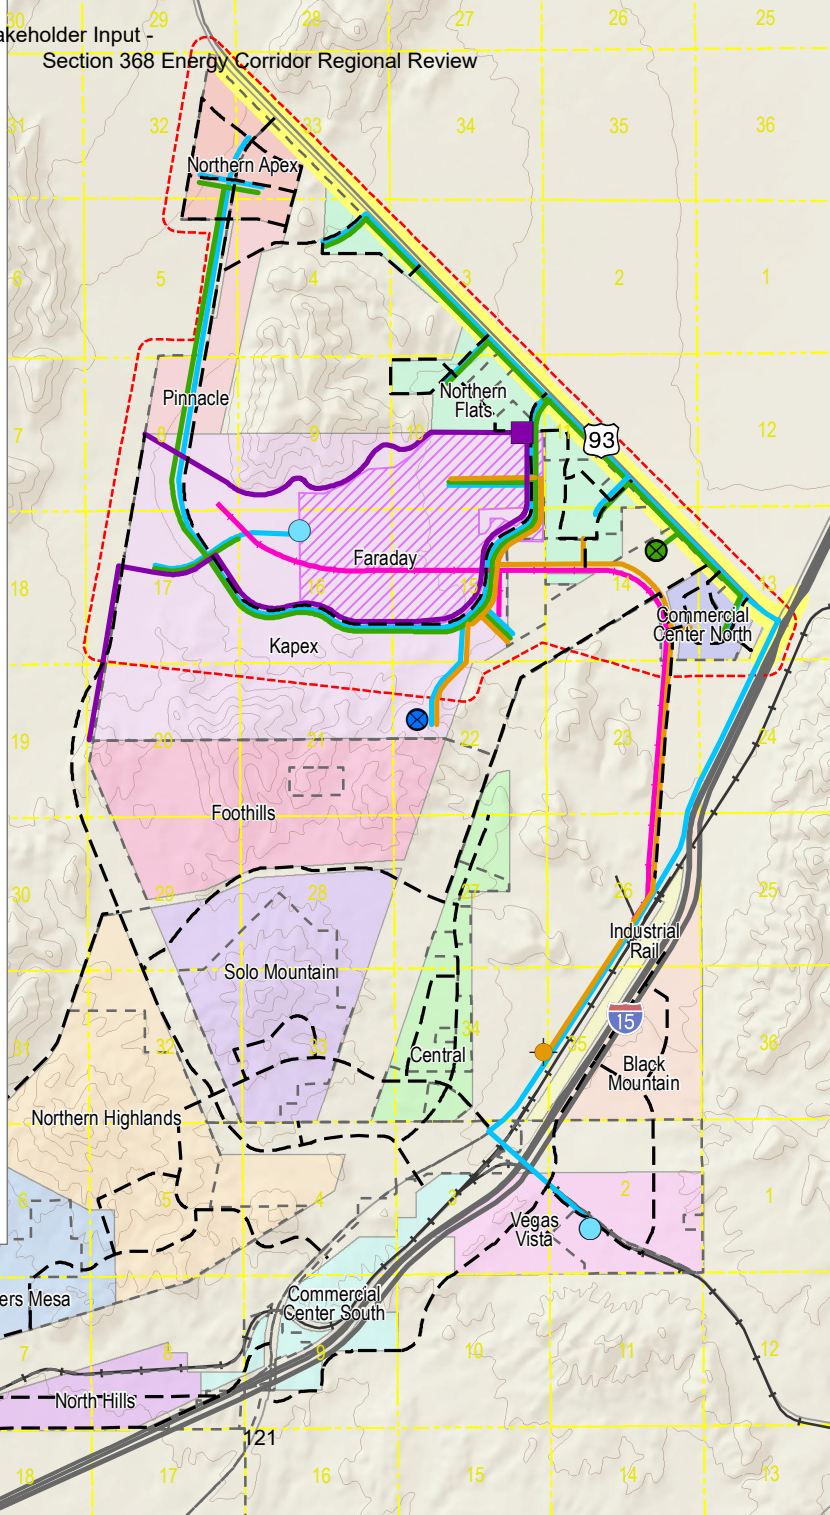 30
29
28
27
26
25
akeholder Input -
Section 368 Energy Corridor Regional Review
31
32
33
34
35
36
Northern Apex
6
5
4
3
2
1
Pinnacle
Northern
Flats
93
7
8
9
10
11
12
Faraday
18
17
16
15
14
13
Commercial
Center North
Kapex
19
20
21
22
23
24
Foothills
30
29
28
27
26
25
Industrial
Rail
Solo Mountain
15
31
32
33
34
35
36
Central
Black
Mountain
Northern Highlands
6
5
4
3
2
1
Vegas
Vista
ers Mesa
Commercial
Center South
7
8
9
10
11
12
North Hills
121
18
17
16
15
14
13